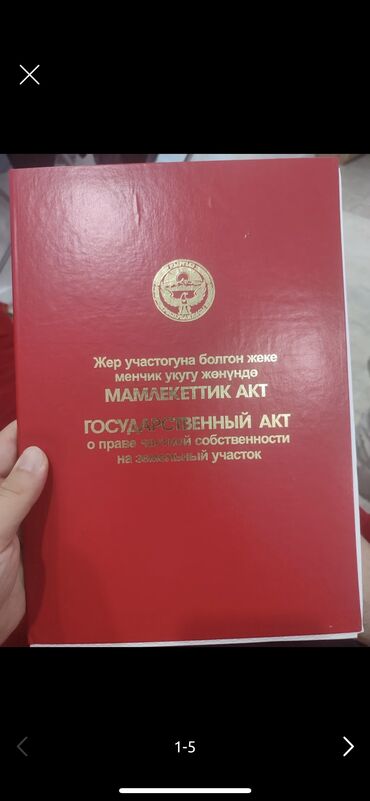 Жер участогуна болгон жеке
менчик укугу жөнүндө
МАМЛЕКЕТТИК АКТ
ГОСУДАРСТВЕННЫЙ АКТ
о праве частной собственности
на земельный участок
1-5